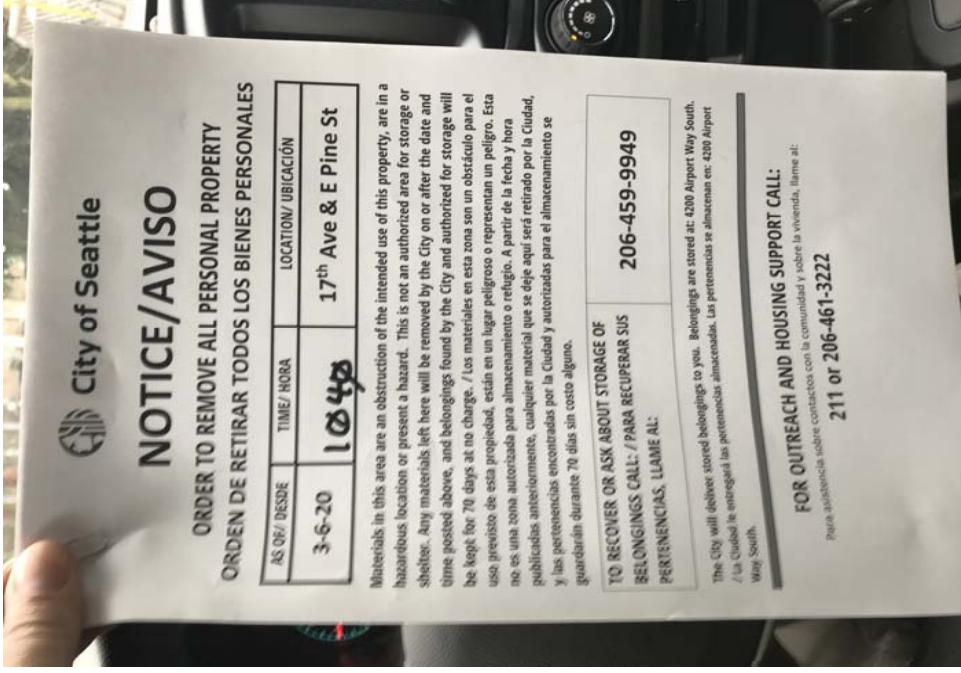 City of Seattle
NOTICE/AVISO
ORDER TO REMOVE ALL PERSONAL PROPERTY
ORDEN DE RETIRAR TODOS LOS BIENES PERSONALES
AS OF/ DESDE TIME/ HORA LOCATION/ UBICACIÓN
3-6-20 1040 17th Ave & E Pine St
Materials in this area are an obstruction of the intended use of this property, are in a
hazardous location or present a hazard. This is not an authorized area for storage or
shelter. Any materials left here will be removed by the City on or after the date and
time posted above, and belongings found by the City and authorized for storage will
be kept for 70 days at no charge. / Los materiales en esta zona son un obstáculo para el
uso previsto de esta propiedad, están en un lugar peligroso o representan un peligro. Esta
no es una zona autorizada para almacenamiento o refugio. A partir de la fecha y hora
publicadas anteriormente, cualquier material que se deje aquí será retirado por la Ciudad,
y las pertenencias encontradas por la Ciudad y autorizadas para el almacenamiento se
guardarán durante 70 días sin costo alguno.
TO RECOVER OR ASK ABOUT STORAGE OF
BELONGINGS CALL: / PARA RECUPERAR SUS
PERTENENCIAS, LLAME AL:
206-459-9949
The City will deliver stored belongings to you. Belongings are stored at: 4200 Airport Way South.
/ La Ciudad le entregará las pertenencias almacenadas. Las pertenencias se almacenan en: 4200 Airport
Way South.
FOR OUTREACH AND HOUSING SUPPORT CALL:
Para asistencia sobre contactos con la comunidad y sobre la vivienda, llame al:
211 or 206-461-3222